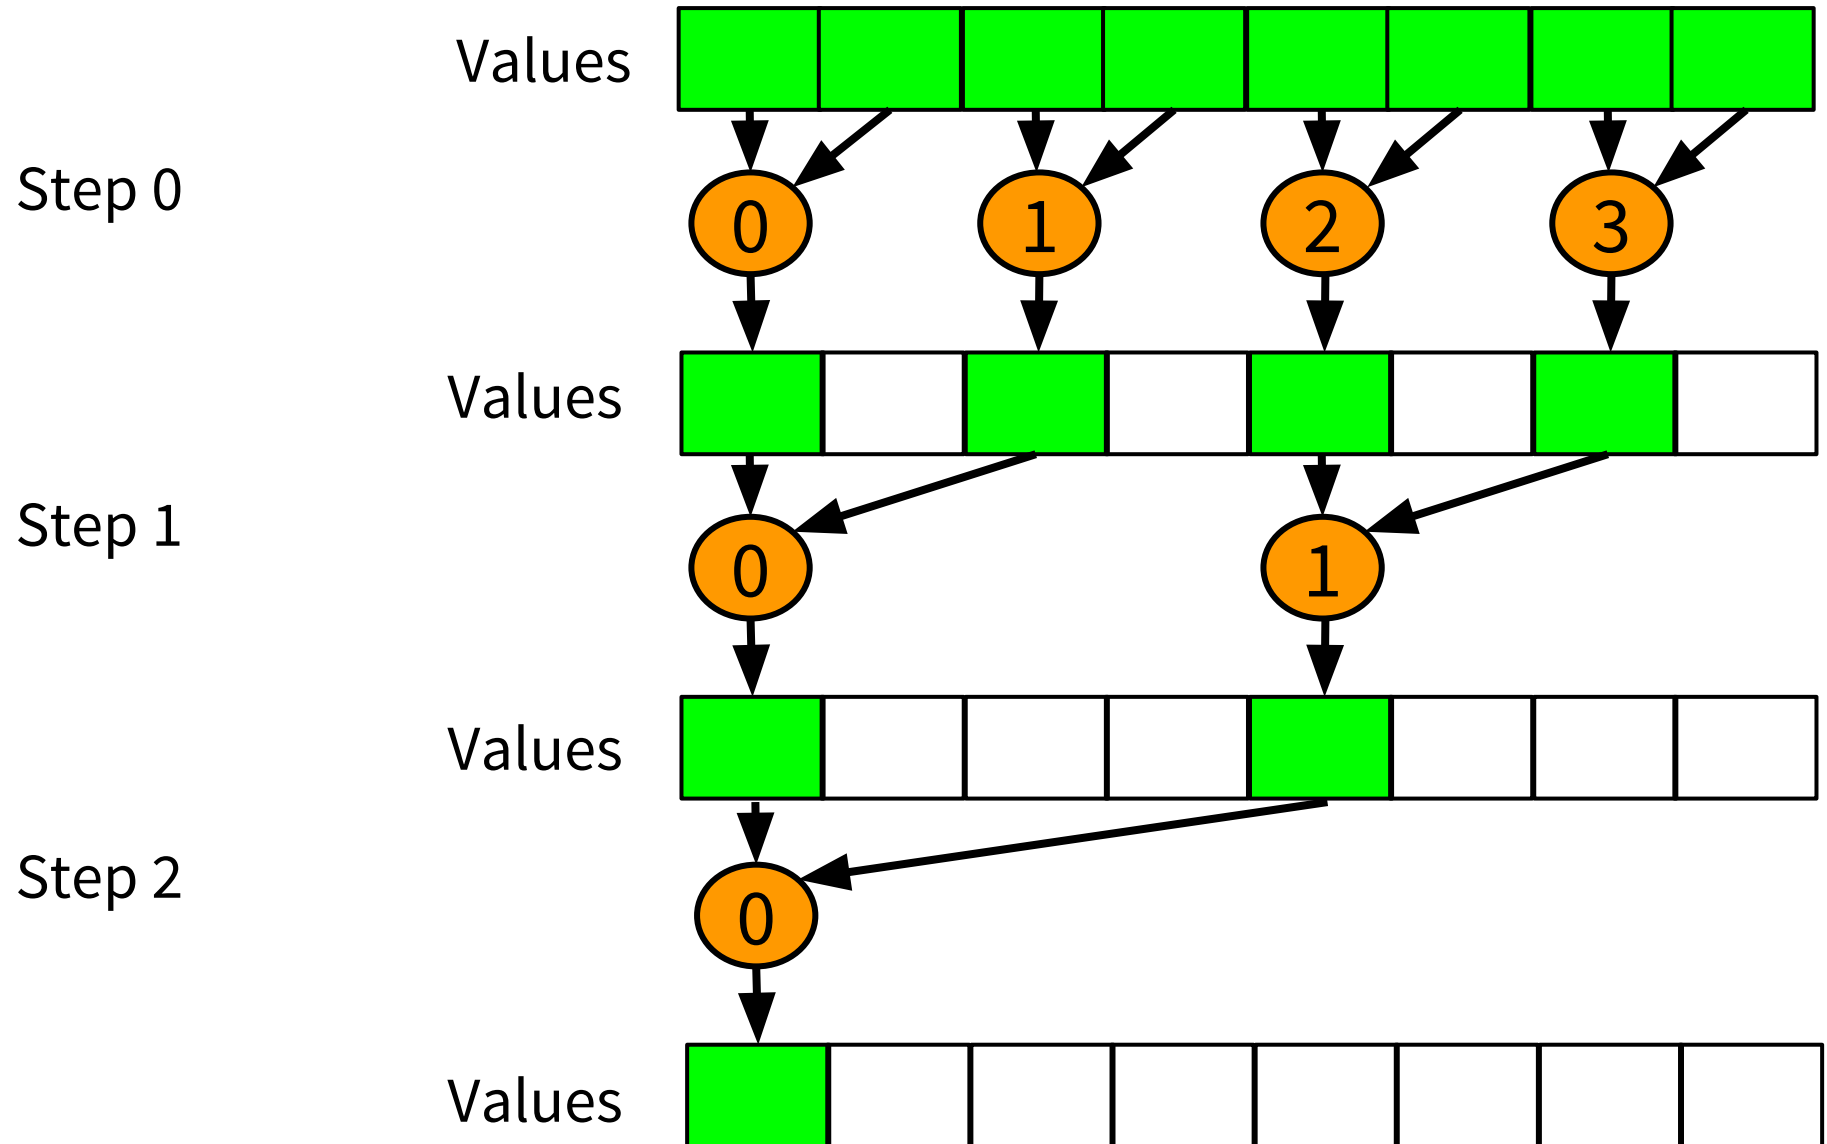 Values
Step 0
0 1 2 3
Values
Step 1
0 1
Values
Step 2
0
Values